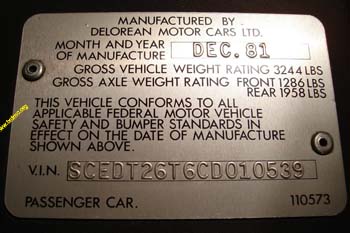 MANUFACTURED BY
DELOREAN MOTOR CARS LTD.
MONTH AND YEAR
OF MANUFACTURE DEC. 81
GROSS VEHICLE WEIGHT RATING 3244 LBS
GROSS AXLE WEIGHT RATING FRONT 1286 LBS
REAR 1958 LBS
THIS VEHICLE CONFORMS TO ALL
APPLICABLE FEDERAL MOTOR VEHICLE
SAFETY AND BUMPER STANDARDS IN
EFFECT ON THE DATE OF MANUFACTURE
SHOWN ABOVE.
V.I.N. SCEDT26T6CD010539
PASSENGER CAR. 110573